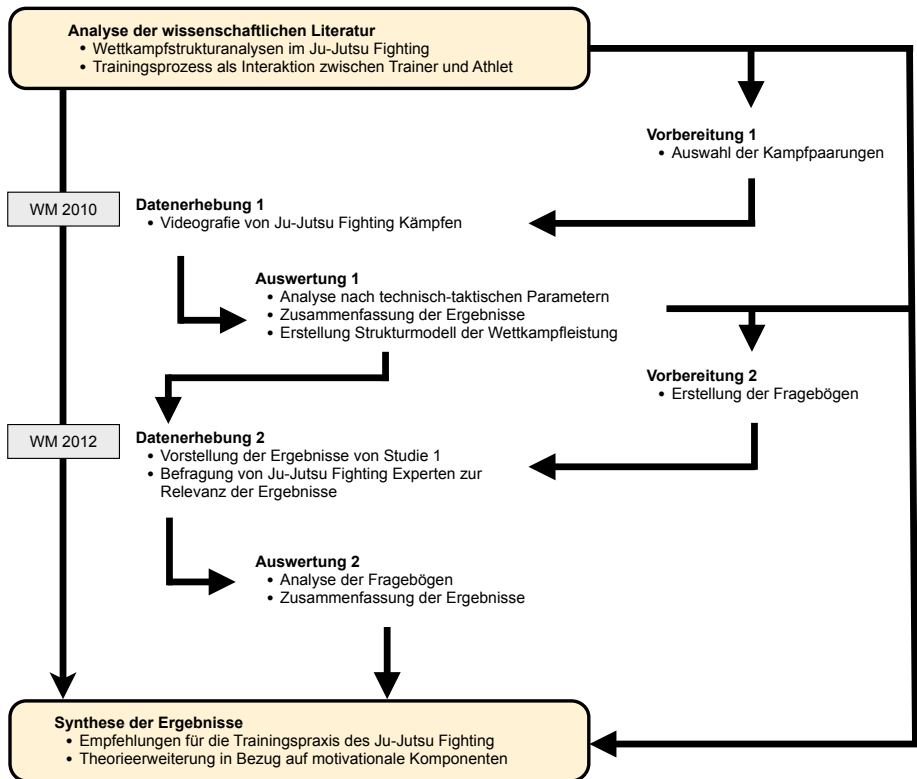 Analyse der wissenschaftlichen Literatur
• Wettkampfstrukturanalysen im Ju-Jutsu Fighting
• Trainingsprozess als Interaktion zwischen Trainer und Athlet
Vorbereitung 1
• Auswahl der Kampfpaarungen
WM 2010
Datenerhebung 1
• Videografie von Ju-Jutsu Fighting Kämpfen
Auswertung 1
• Analyse nach technisch-taktischen Parametern
• Zusammenfassung der Ergebnisse
• Erstellung Strukturmodell der Wettkampfleistung
Vorbereitung 2
• Erstellung der Fragebögen
WM 2012
Datenerhebung 2
• Vorstellung der Ergebnisse von Studie 1
• Befragung von Ju-Jutsu Fighting Experten zur
Relevanz der Ergebnisse
Auswertung 2
• Analyse der Fragebögen
• Zusammenfassung der Ergebnisse
Synthese der Ergebnisse
• Empfehlungen für die Trainingspraxis des Ju-Jutsu Fighting
• Theorieerweiterung in Bezug auf motivationale Komponenten